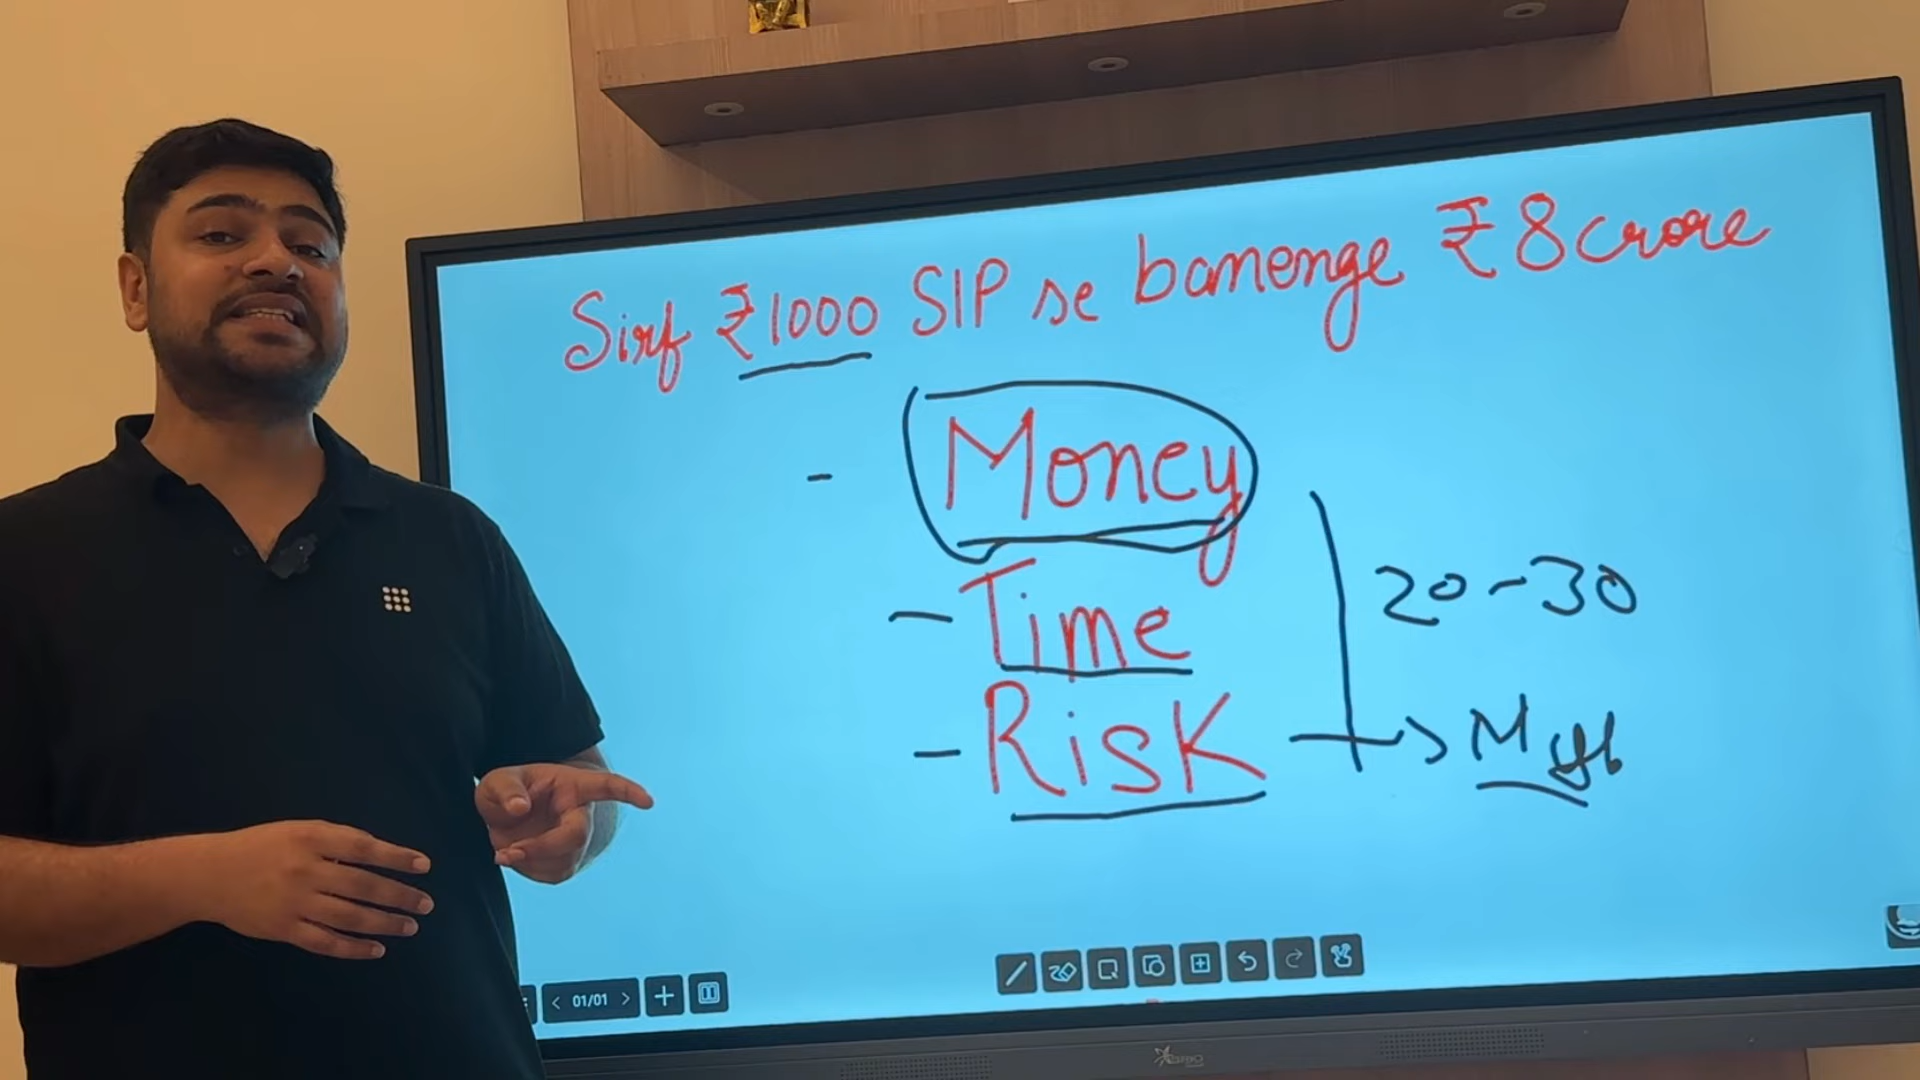 Sirf ₹1000 SIP se banenge ₹8 crore
- Money
- Time
20-30
- Risk
01/01